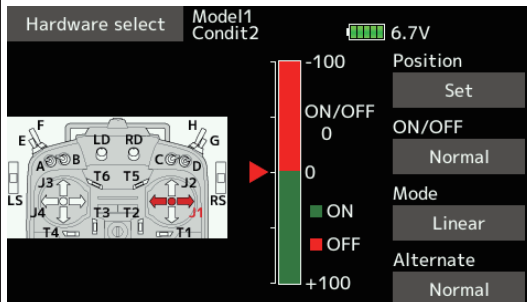 Hardware select
Model1
Condit2
6.7V
-100
ON/OFF
0
0
ON
OFF
+100
Position
Set
ON/OFF
Normal
Mode
Linear
Alternate
Normal
F
H
E
G
LD
RD
A
B
C
D
T6
T5
J3
J2
LS
RS
J4
T3
T2
J1
T4
T1